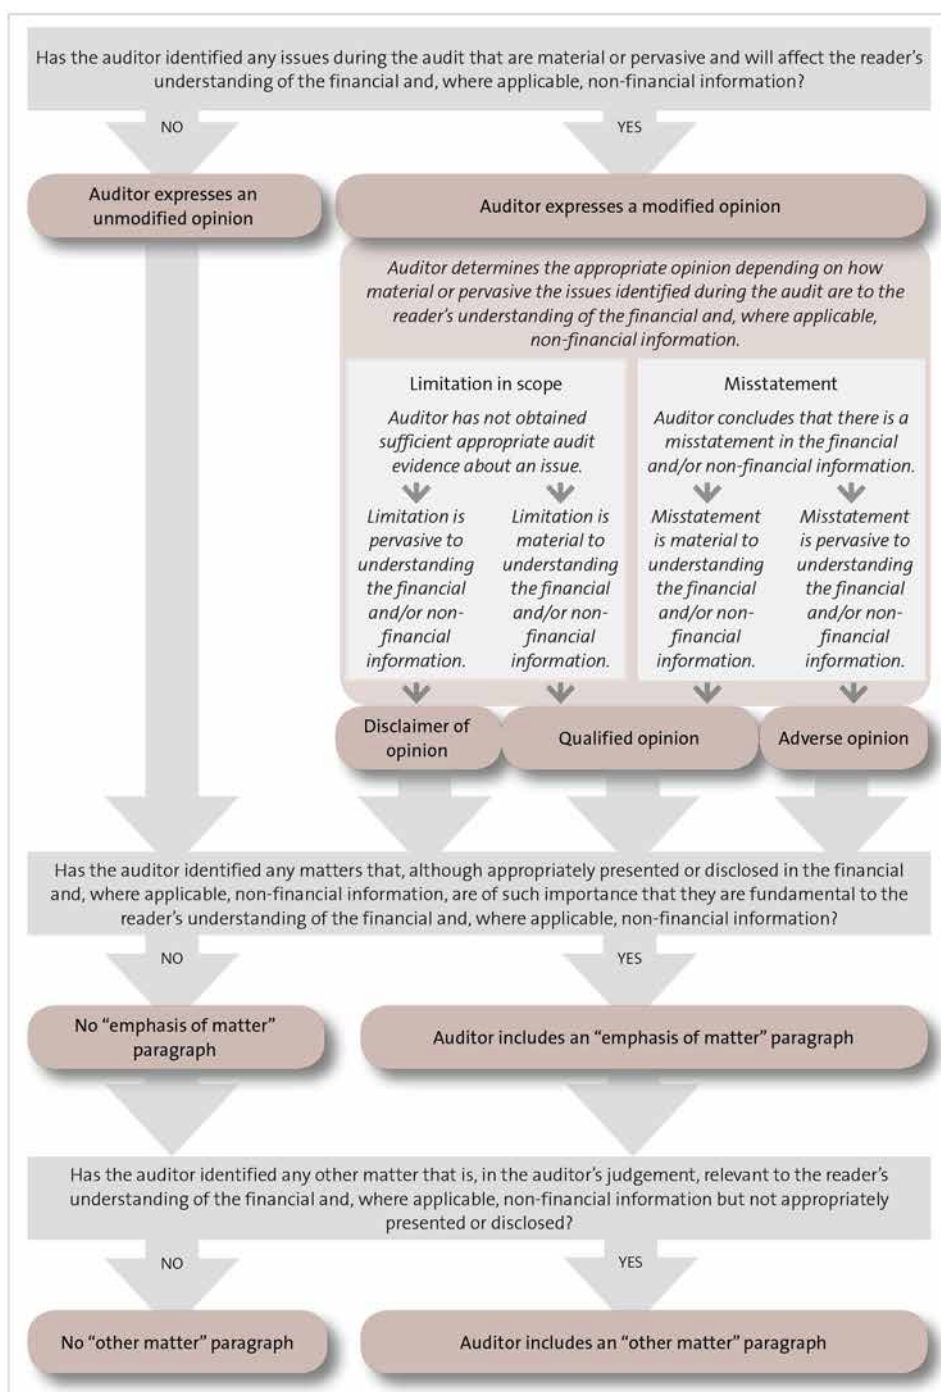 Has the auditor identified any issues during the audit that are material or pervasive and will affect the reader's
understanding of the financial and, where applicable, non-financial information?
NO
YES
Auditor expresses an
unmodified opinion
Auditor expresses a modified opinion
Auditor determines the appropriate opinion depending on how
material or pervasive the issues identified during the audit are to the
reader's understanding of the financial and, where applicable,
non-financial information.
Limitation in scope
Auditor has not obtained
sufficient appropriate audit
evidence about an issue.
Misstatement
Auditor concludes that there is a
misstatement in the financial
and/or non-financial information.
Limitation is
pervasive to
understanding
the financial
and/or non-
financial
information.
Limitation is
material to
understanding
the financial
and/or non-
financial
information.
Misstatement
is material to
understanding
the financial
and/or non-
financial
information.
Misstatement
is pervasive to
understanding
the financial
and/or non-
financial
information.
Disclaimer of
opinion
Qualified opinion
Adverse opinion
Has the auditor identified any matters that, although appropriately presented or disclosed in the financial
and, where applicable, non-financial information, are of such importance that they are fundamental to the
reader's understanding of the financial and, where applicable, non-financial information?
NO
YES
No "emphasis of matter"
paragraph
Auditor includes an "emphasis of matter" paragraph
Has the auditor identified any other matter that is, in the auditor's judgement, relevant to the reader's
understanding of the financial and, where applicable, non-financial information but not appropriately
presented or disclosed?
NO
YES
No "other matter" paragraph
Auditor includes an "other matter" paragraph